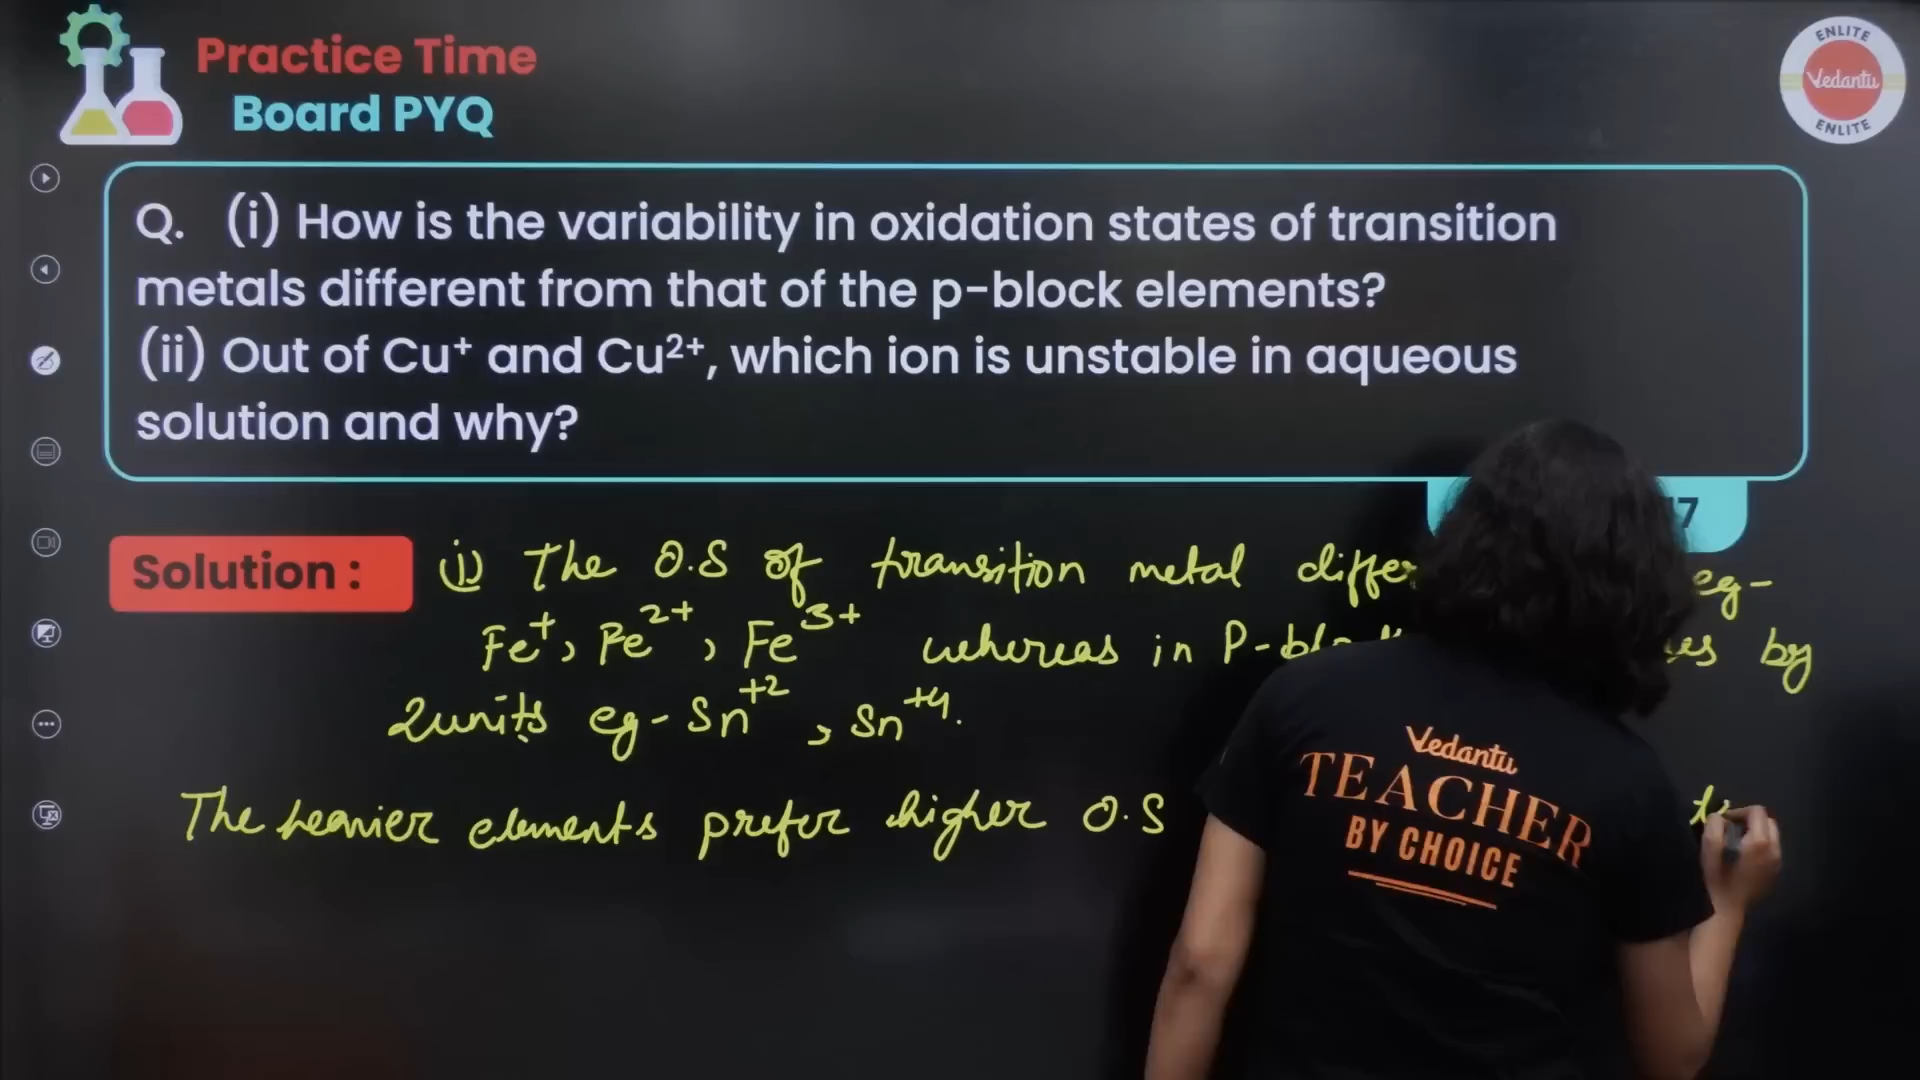 Practice Time
Board PYQ
ENLITE
Vedantu
ENLITE
Q. (i) How is the variability in oxidation states of transition
metals different from that of the p-block elements?
(ii) Out of Cu⁺ and Cu²⁺, which ion is unstable in aqueous
solution and why?
17
Solution : (i) The O.S of transition metal differ eg-
Fe⁺, Fe²⁺, Fe³⁺ whereas in P-blo by
2units eg- Sn⁺², Sn⁺⁴.
The heavier elements prefer higher O.S
Vedantu
TEACHER
BY CHOICE